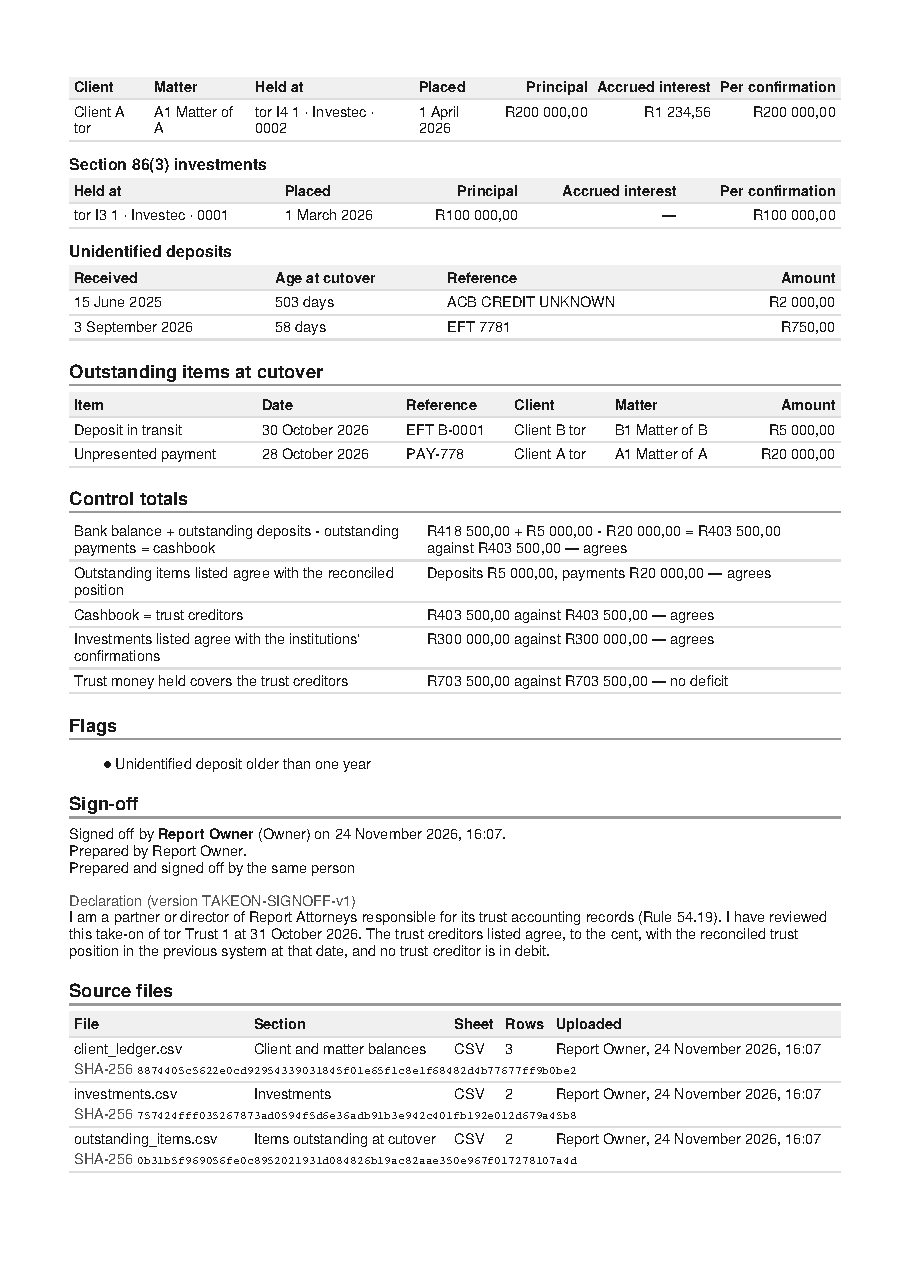 Client Matter Held at Placed Principal Accrued interest Per confirmation
Client A tor A1 Matter of A tor I4 1 · Investec · 0002 1 April 2026 R200 000,00 R1 234,56 R200 000,00
Section 86(3) investments
Held at Placed Principal Accrued interest Per confirmation
tor I3 1 · Investec · 0001 1 March 2026 R100 000,00 — R100 000,00
Unidentified deposits
Received Age at cutover Reference Amount
15 June 2025 503 days ACB CREDIT UNKNOWN R2 000,00
3 September 2026 58 days EFT 7781 R750,00
Outstanding items at cutover
Item Date Reference Client Matter Amount
Deposit in transit 30 October 2026 EFT B-0001 Client B tor B1 Matter of B R5 000,00
Unpresented payment 28 October 2026 PAY-778 Client A tor A1 Matter of A R20 000,00
Control totals
Bank balance + outstanding deposits - outstanding payments = cashbook R418 500,00 + R5 000,00 - R20 000,00 = R403 500,00 against R403 500,00 — agrees
Outstanding items listed agree with the reconciled position Deposits R5 000,00, payments R20 000,00 — agrees
Cashbook = trust creditors R403 500,00 against R403 500,00 — agrees
Investments listed agree with the institutions' confirmations R300 000,00 against R300 000,00 — agrees
Trust money held covers the trust creditors R703 500,00 against R703 500,00 — no deficit
Flags
● Unidentified deposit older than one year
Sign-off
Signed off by Report Owner (Owner) on 24 November 2026, 16:07.
Prepared by Report Owner.
Prepared and signed off by the same person
Declaration (version TAKEON-SIGNOFF-v1)
I am a partner or director of Report Attorneys responsible for its trust accounting records (Rule 54.19). I have reviewed
this take-on of tor Trust 1 at 31 October 2026. The trust creditors listed agree, to the cent, with the reconciled trust
position in the previous system at that date, and no trust creditor is in debit.
Source files
File Section Sheet Rows Uploaded
client_ledger.csv Client and matter balances CSV 3 Report Owner, 24 November 2026, 16:07
SHA-256
investments.csv Investments CSV 2 Report Owner, 24 November 2026, 16:07
SHA-256
outstanding_items.csv Items outstanding at cutover CSV 2 Report Owner, 24 November 2026, 16:07
SHA-256